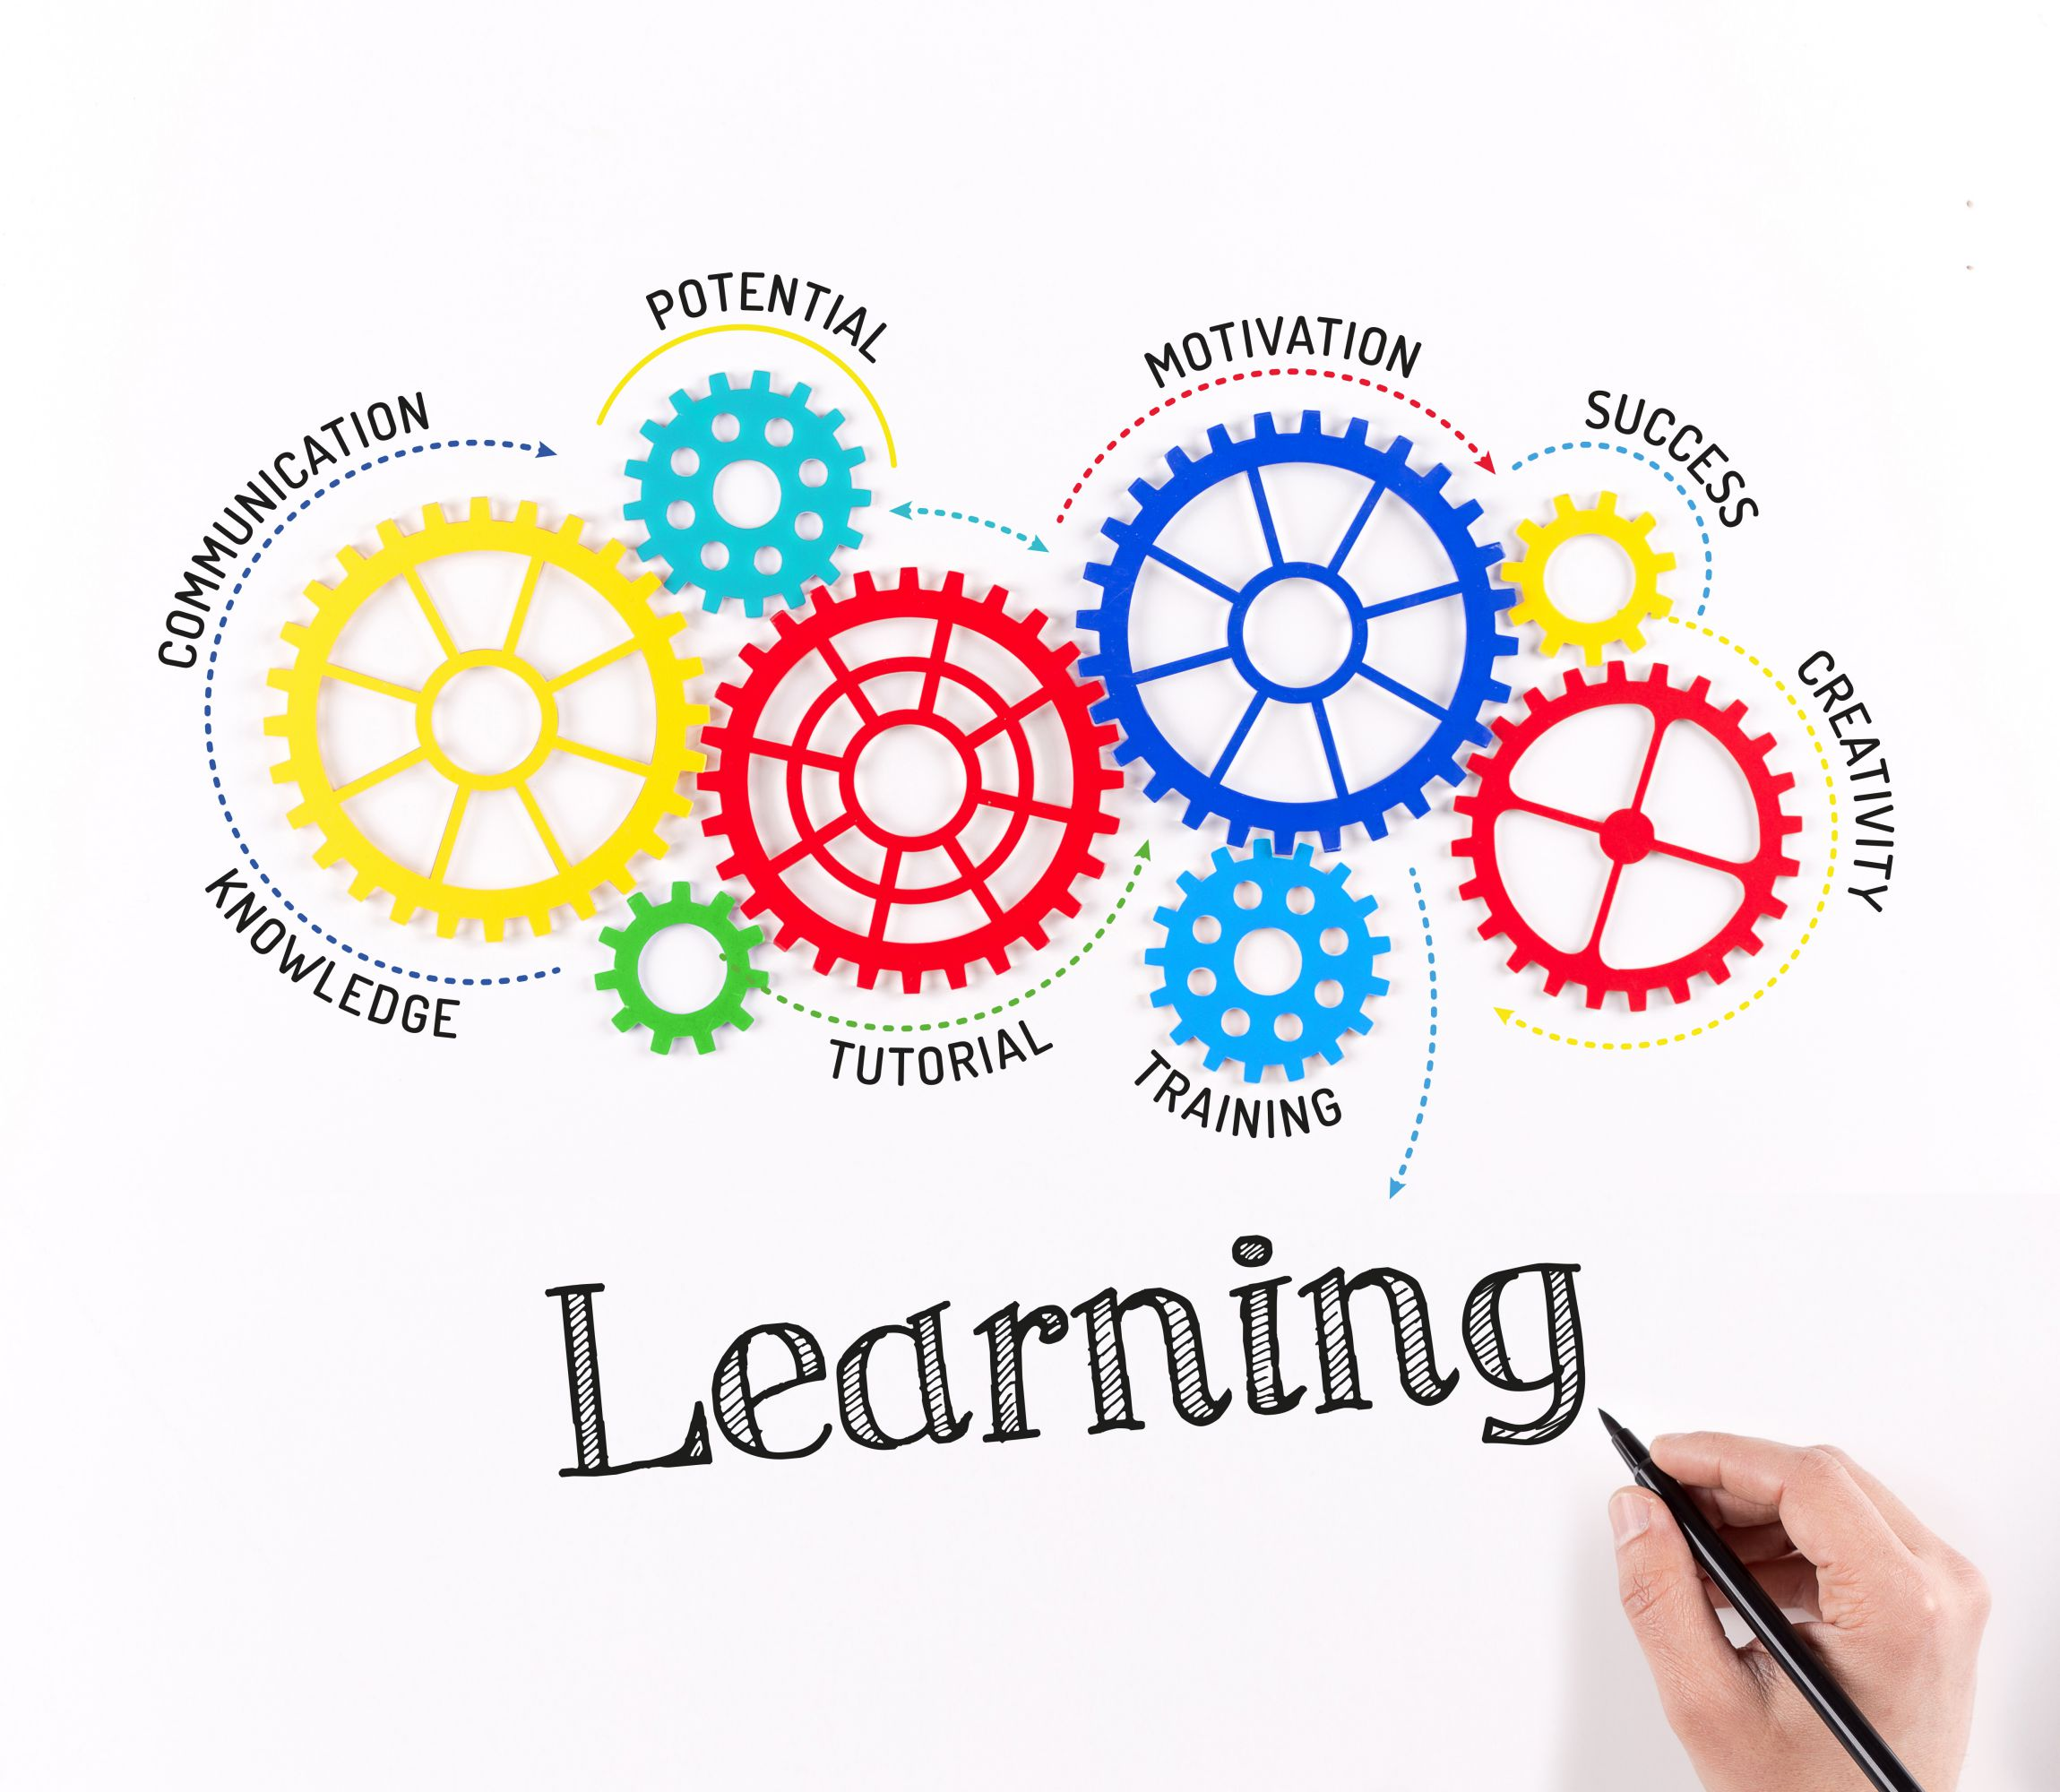 POTENTIAL
MOTIVATION
SUCCESS
COMMUNICATION
CREATIVITY
KNOWLEDGE
TUTORIAL
TRAINING
Learning